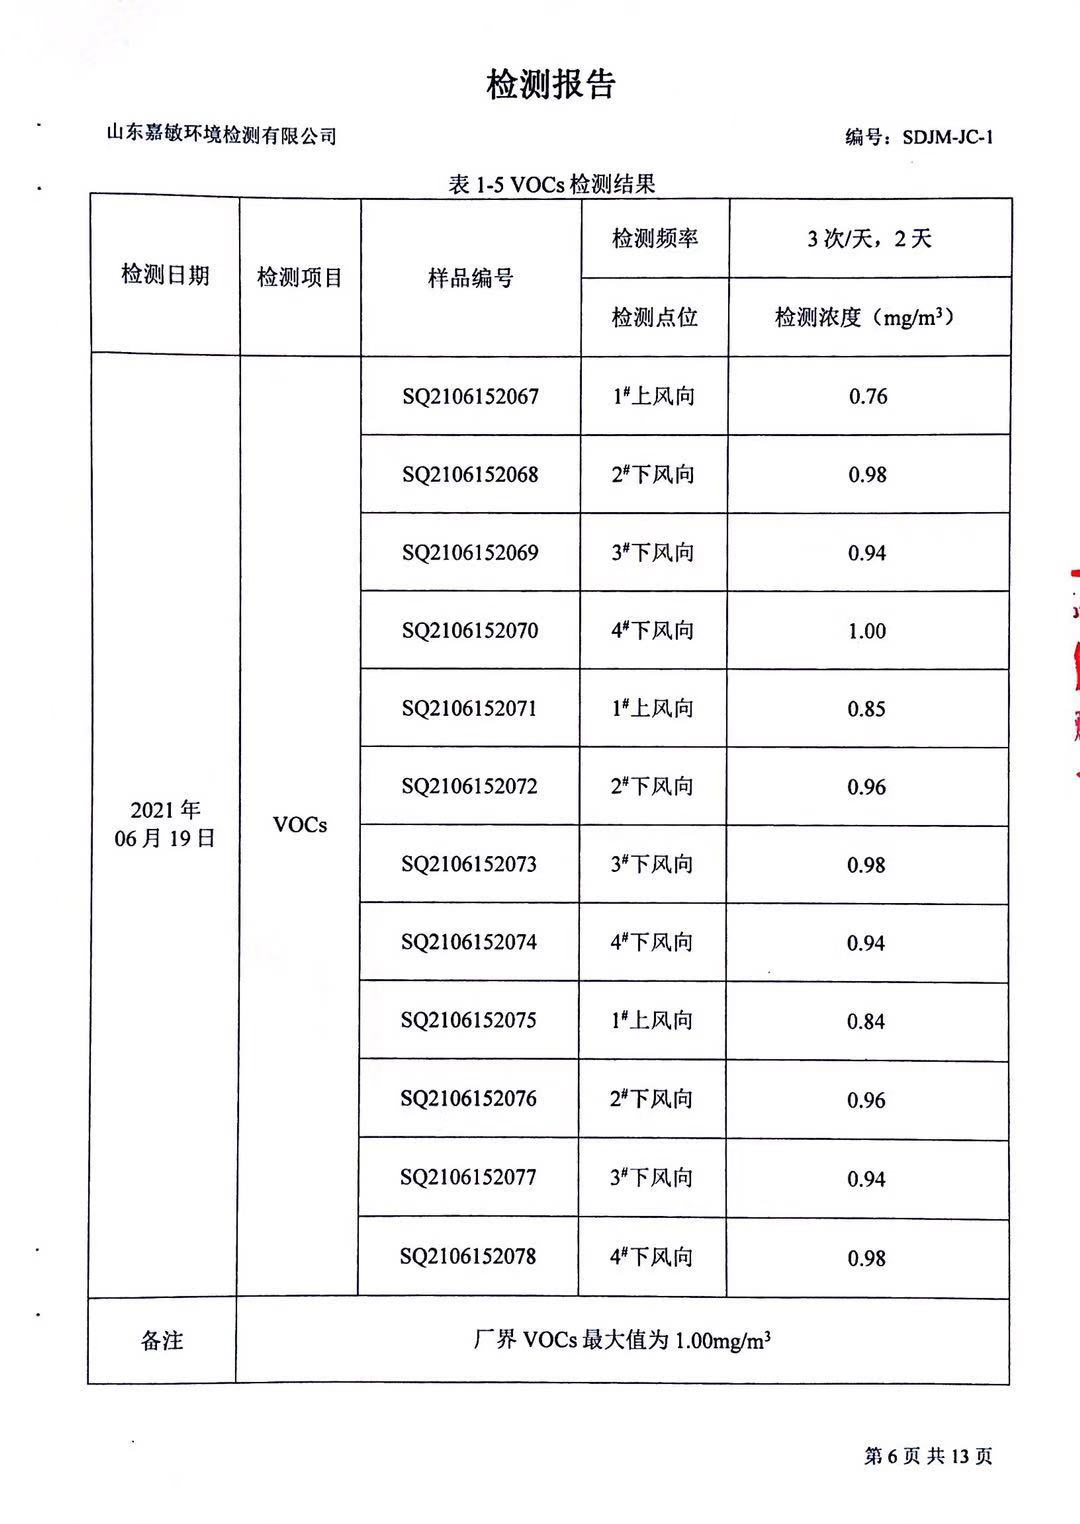 检测报告
山东嘉敏环境检测有限公司 编号：SDJM-JC-1
表 1-5 VOCs 检测结果
检测日期 检测项目 样品编号 检测频率 3 次/天，2 天
检测点位 检测浓度（mg/m³）
SQ2106152067 1#上风向 0.76
SQ2106152068 2#下风向 0.98
SQ2106152069 3#下风向 0.94
SQ2106152070 4#下风向 1.00
SQ2106152071 1#上风向 0.85
SQ2106152072 2#下风向 0.96
2021 年
06 月 19 日
VOCs
SQ2106152073 3#下风向 0.98
SQ2106152074 4#下风向 0.94
SQ2106152075 1#上风向 0.84
SQ2106152076 2#下风向 0.96
SQ2106152077 3#下风向 0.94
SQ2106152078 4#下风向 0.98
备注 厂界 VOCs 最大值为 1.00mg/m³
第 6 页 共 13 页